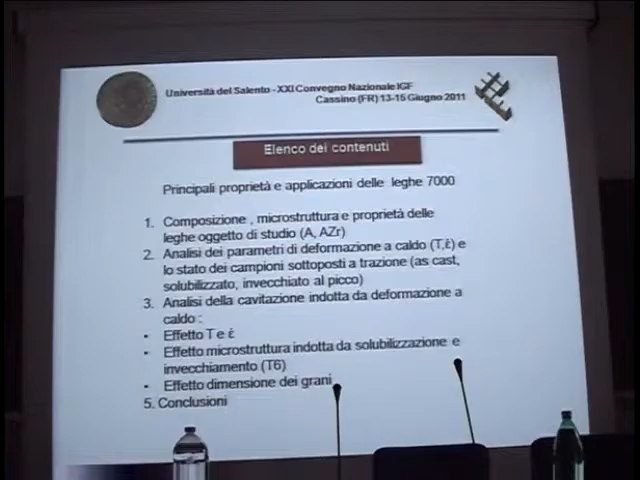 Università del Salento - XXI Convegno Nazionale IGF
Cassino (FR) 13-15 Giugno 2011
Elenco dei contenuti
Principali proprietà e applicazioni delle leghe 7000
1. Composizione , microstruttura e proprietà delle
leghe oggetto di studio (A, AZr)
2. Analisi dei parametri di deformazione a caldo (T,ε̇) e
lo stato dei campioni sottoposti a trazione (as cast,
solubilizzato, invecchiato al picco)
3. Analisi della cavitazione indotta da deformazione a
caldo :
- Effetto T e ε̇
- Effetto microstruttura indotta da solubilizzazione e
invecchiamento (T6)
- Effetto dimensione dei grani
5. Conclusioni